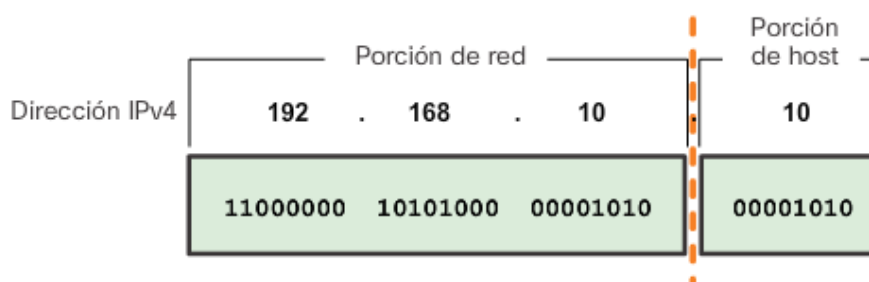 Porción de red
Porción
de host
Dirección IPv4 192 . 168 . 10 . 10
11000000 10101000 00001010 00001010